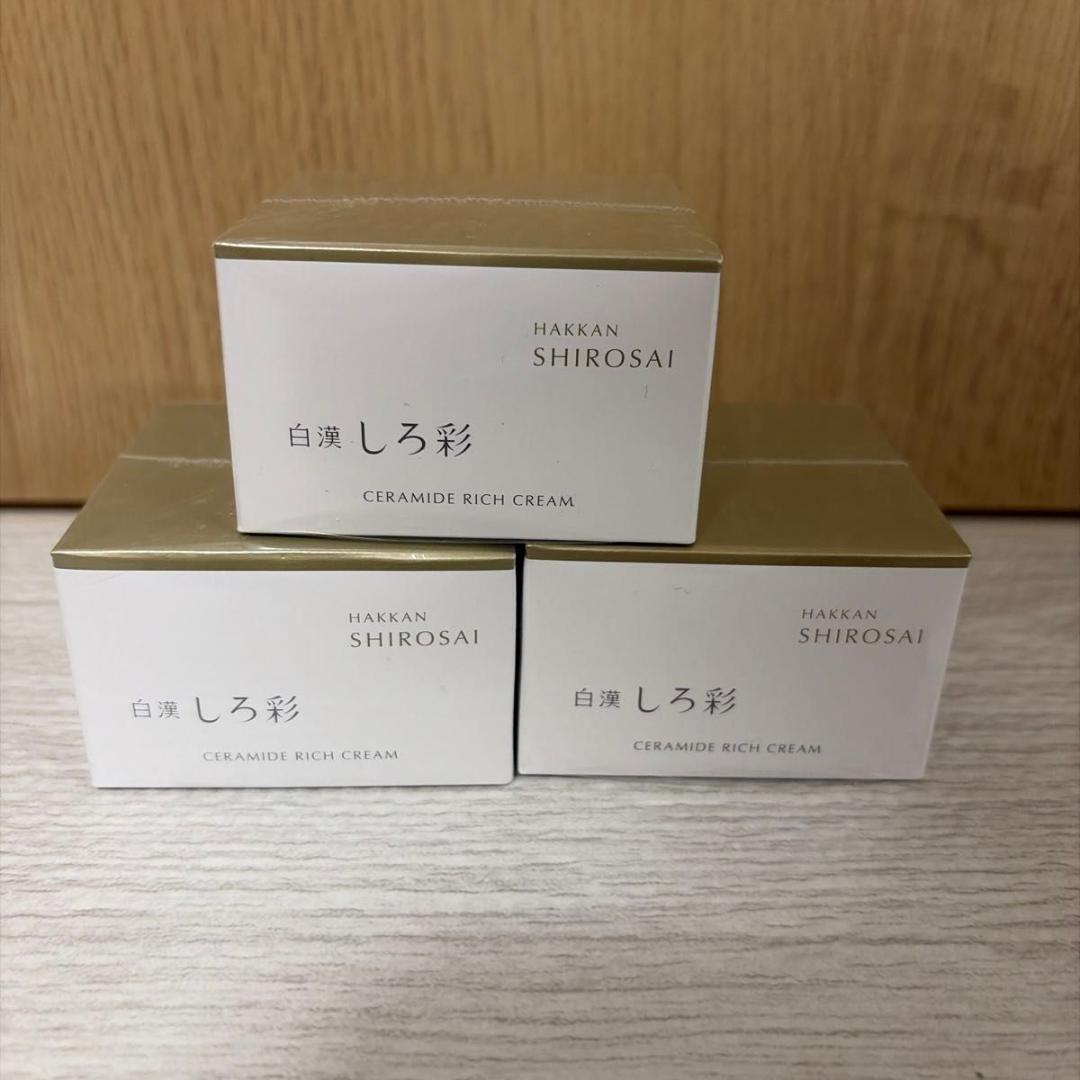 HAKKAN
SHIROSAI
白漢 しろ彩
CERAMIDE RICH CREAM
HAKKAN
SHIROSAI
白漢 しろ彩
CERAMIDE RICH CREAM
HAKKAN
SHIROSAI
白漢 しろ彩
CERAMIDE RICH CREAM